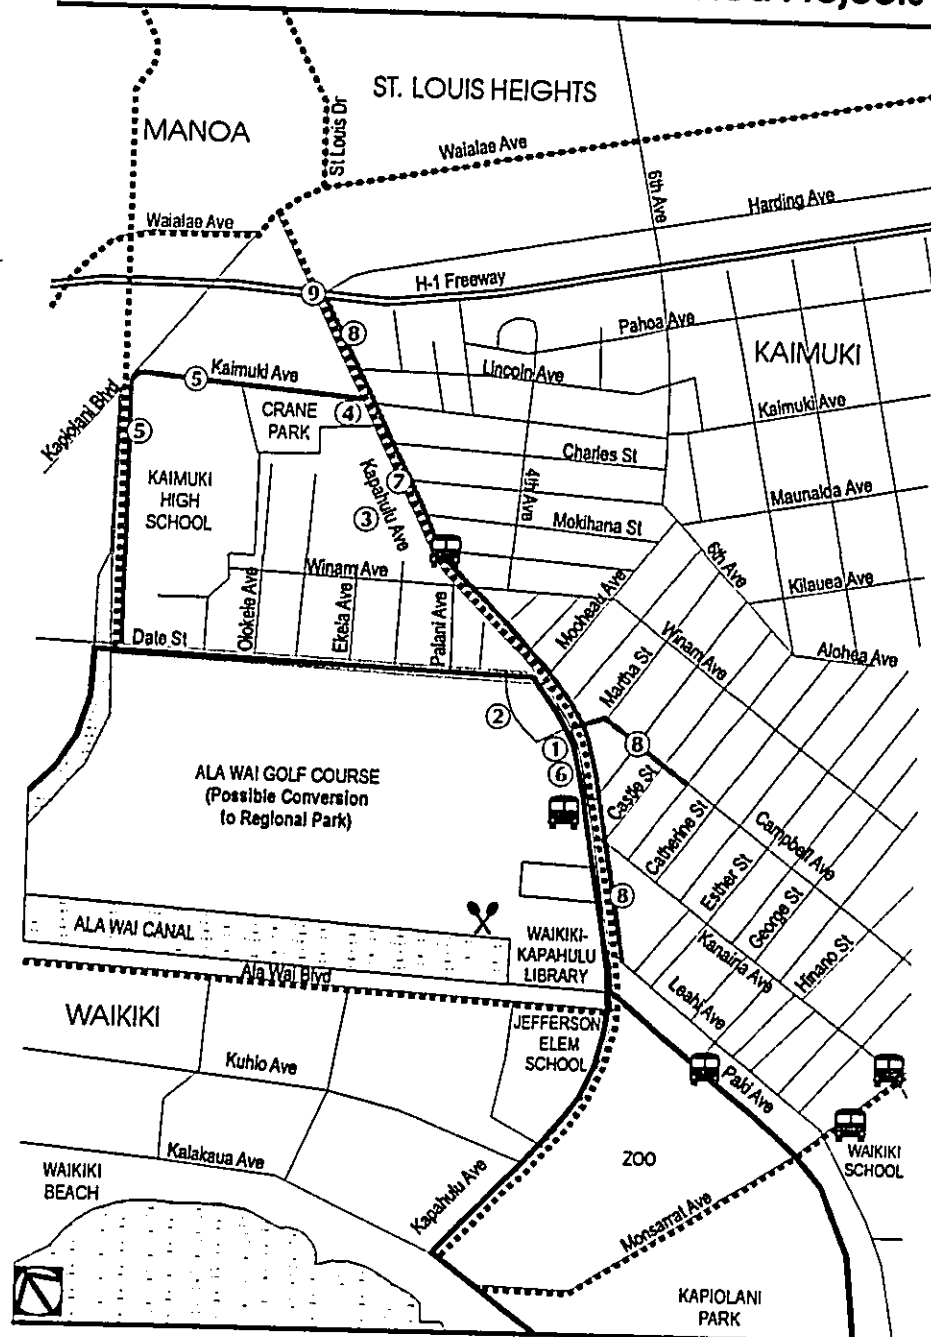 ST. LOUIS HEIGHTS
MANOA
St Louis Dr
Waialae Ave
6th Ave
Harding Ave
Waialae Ave
H-1 Freeway
9
8
Pahoa Ave
KAIMUKI
Lincoln Ave
Kaimuki Ave
5
Kapiolani Blvd
CRANE
PARK
4
Kaimuki Ave
5
Charles St
KAIMUKI
HIGH
SCHOOL
Kapahulu Ave
7
4th Ave
Maunaloa Ave
3
Mokihana St
6th Ave
Winam Ave
Kilauea Ave
Okokele Ave
Ekela Ave
Palani Ave
Mooheau Ave
Date St
Winam Ave
Martha St
Alohea Ave
2
1
8
6
ALA WAI GOLF COURSE
(Possible Conversion
to Regional Park)
Castle St
Catherine St
Campbell Ave
8
Esther St
George St
ALA WAI CANAL
WAIKIKI-
KAPAHULU
LIBRARY
Kanaina Ave
Hinano St
Ala Wai Blvd
Leahi Ave
WAIKIKI
JEFFERSON
ELEM
SCHOOL
Kuhio Ave
Paki Ave
Kalakaua Ave
ZOO
WAIKIKI
SCHOOL
WAIKIKI
BEACH
Kapahulu Ave
Monsarrat Ave
KAPIOLANI
PARK